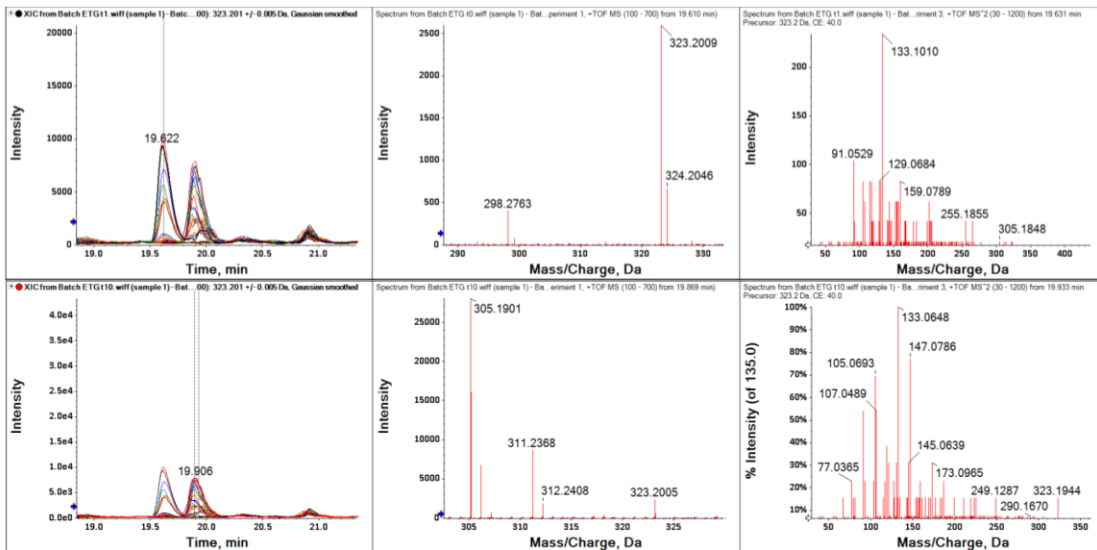 XIC from Batch ETG t1.wiff (sample 1) - Batc...00): 323.201 +/- 0.005 Da, Gaussian smoothed
20000
15000
10000
5000
0
Intensity
19.622
19.0 19.5 20.0 20.5 21.0
Time, min
Spectrum from Batch ETG t0.wiff (sample 1) - Bat...periment 1, +TOF MS (100 - 700) from 19.610 min
2500
2000
1500
1000
500
0
Intensity
323.2009
324.2046
298.2763
290 300 310 320 330
Mass/Charge, Da
Spectrum from Batch ETG t1.wiff (sample 1) - Ba...riment 3, +TOF MS^2 (30 - 1200) from 19.631 min
Precursor: 323.2 Da, CE: 40.0
200
150
100
50
0
Intensity
133.1010
91.0529
129.0684
159.0789
255.1855
305.1848
50 100 150 200 250 300 350 400
Mass/Charge, Da
XIC from Batch ETG t10.wiff (sample 1) - Bat...00): 323.201 +/- 0.005 Da, Gaussian smoothed
4.0e4
3.5e4
3.0e4
2.5e4
2.0e4
1.5e4
1.0e4
5.0e3
0.0e0
Intensity
19.906
19.0 19.5 20.0 20.5 21.0
Time, min
Spectrum from Batch ETG t10.wiff (sample 1) - Ba...eriment 1, +TOF MS (100 - 700) from 19.869 min
25000
20000
15000
10000
5000
0
Intensity
305.1901
311.2368
312.2408
323.2005
305 310 315 320 325
Mass/Charge, Da
Spectrum from Batch ETG t10.wiff (sample 1) - Ba...riment 3, +TOF MS^2 (30 - 1200) from 19.933 min
Precursor: 323.2 Da, CE: 40.0
100%
90%
80%
70%
60%
50%
40%
30%
20%
10%
% Intensity (of 135.0)
133.0648
147.0786
105.0693
107.0489
145.0639
77.0365
173.0965
249.1287
323.1944
290.1670
50 100 150 200 250 300 350
Mass/Charge, Da